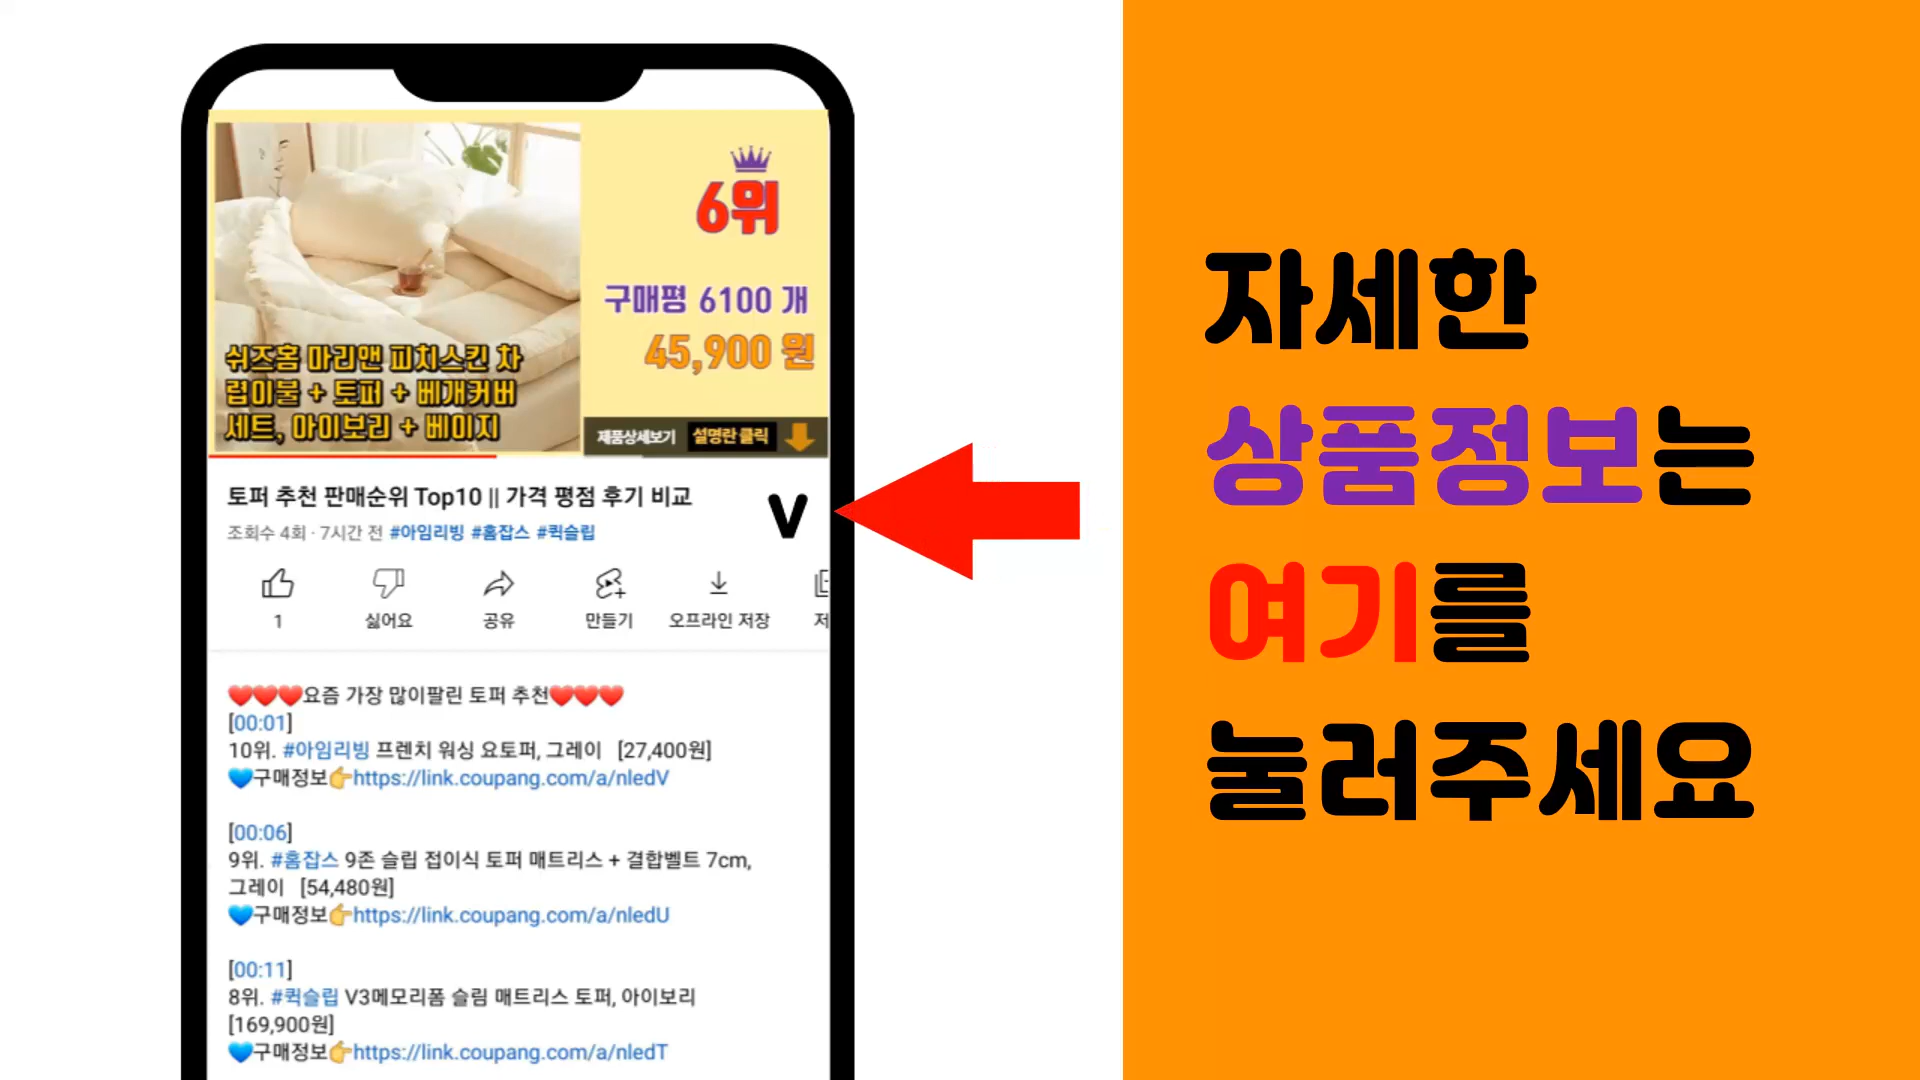 6위
구매평 6100 개
45,900 원
쉬즈홈 마리앤 피치스킨 차
렵이불 + 토퍼 + 베개커버
세트, 아이보리 + 베이지
제품상세보기 설명란 클릭
토퍼 추천 판매순위 Top10 || 가격 평점 후기 비교
V
조회수 4회 · 7시간 전 #아임리빙 #홈잡스 #퀵슬립
1 싫어요 공유 만들기 오프라인 저장 저
❤️❤️❤️요즘 가장 많이팔린 토퍼 추천❤️❤️❤️
[00:01]
10위. #아임리빙 프렌치 워싱 요토퍼, 그레이 [27,400원]
💙구매정보👉https://link.coupang.com/a/nledV
[00:06]
9위. #홈잡스 9존 슬립 접이식 토퍼 매트리스 + 결합벨트 7cm,
그레이 [54,480원]
💙구매정보👉https://link.coupang.com/a/nledU
[00:11]
8위. #퀵슬립 V3메모리폼 슬림 매트리스 토퍼, 아이보리
[169,900원]
💙구매정보👉https://link.coupang.com/a/nledT
자세한
상품정보는
여기를
눌러주세요